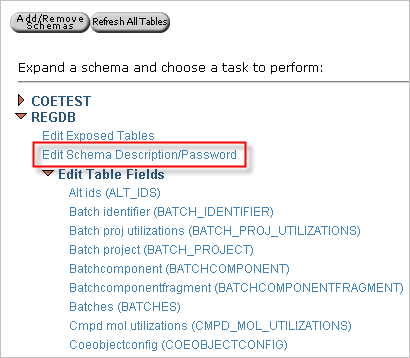 Add/Remove Schemas
Refresh All Tables
Expand a schema and choose a task to perform:
COETEST
REGDB
Edit Exposed Tables
Edit Schema Description/Password
Edit Table Fields
Alt ids (ALT_IDS)
Batch identifier (BATCH_IDENTIFIER)
Batch proj utilizations (BATCH_PROJ_UTILIZATIONS)
Batch project (BATCH_PROJECT)
Batchcomponent (BATCHCOMPONENT)
Batchcomponentfragment (BATCHCOMPONENTFRAGMENT)
Batches (BATCHES)
Cmpd mol utilizations (CMPD_MOL_UTILIZATIONS)
Coeobjectconfig (COEOBJECTCONFIG)